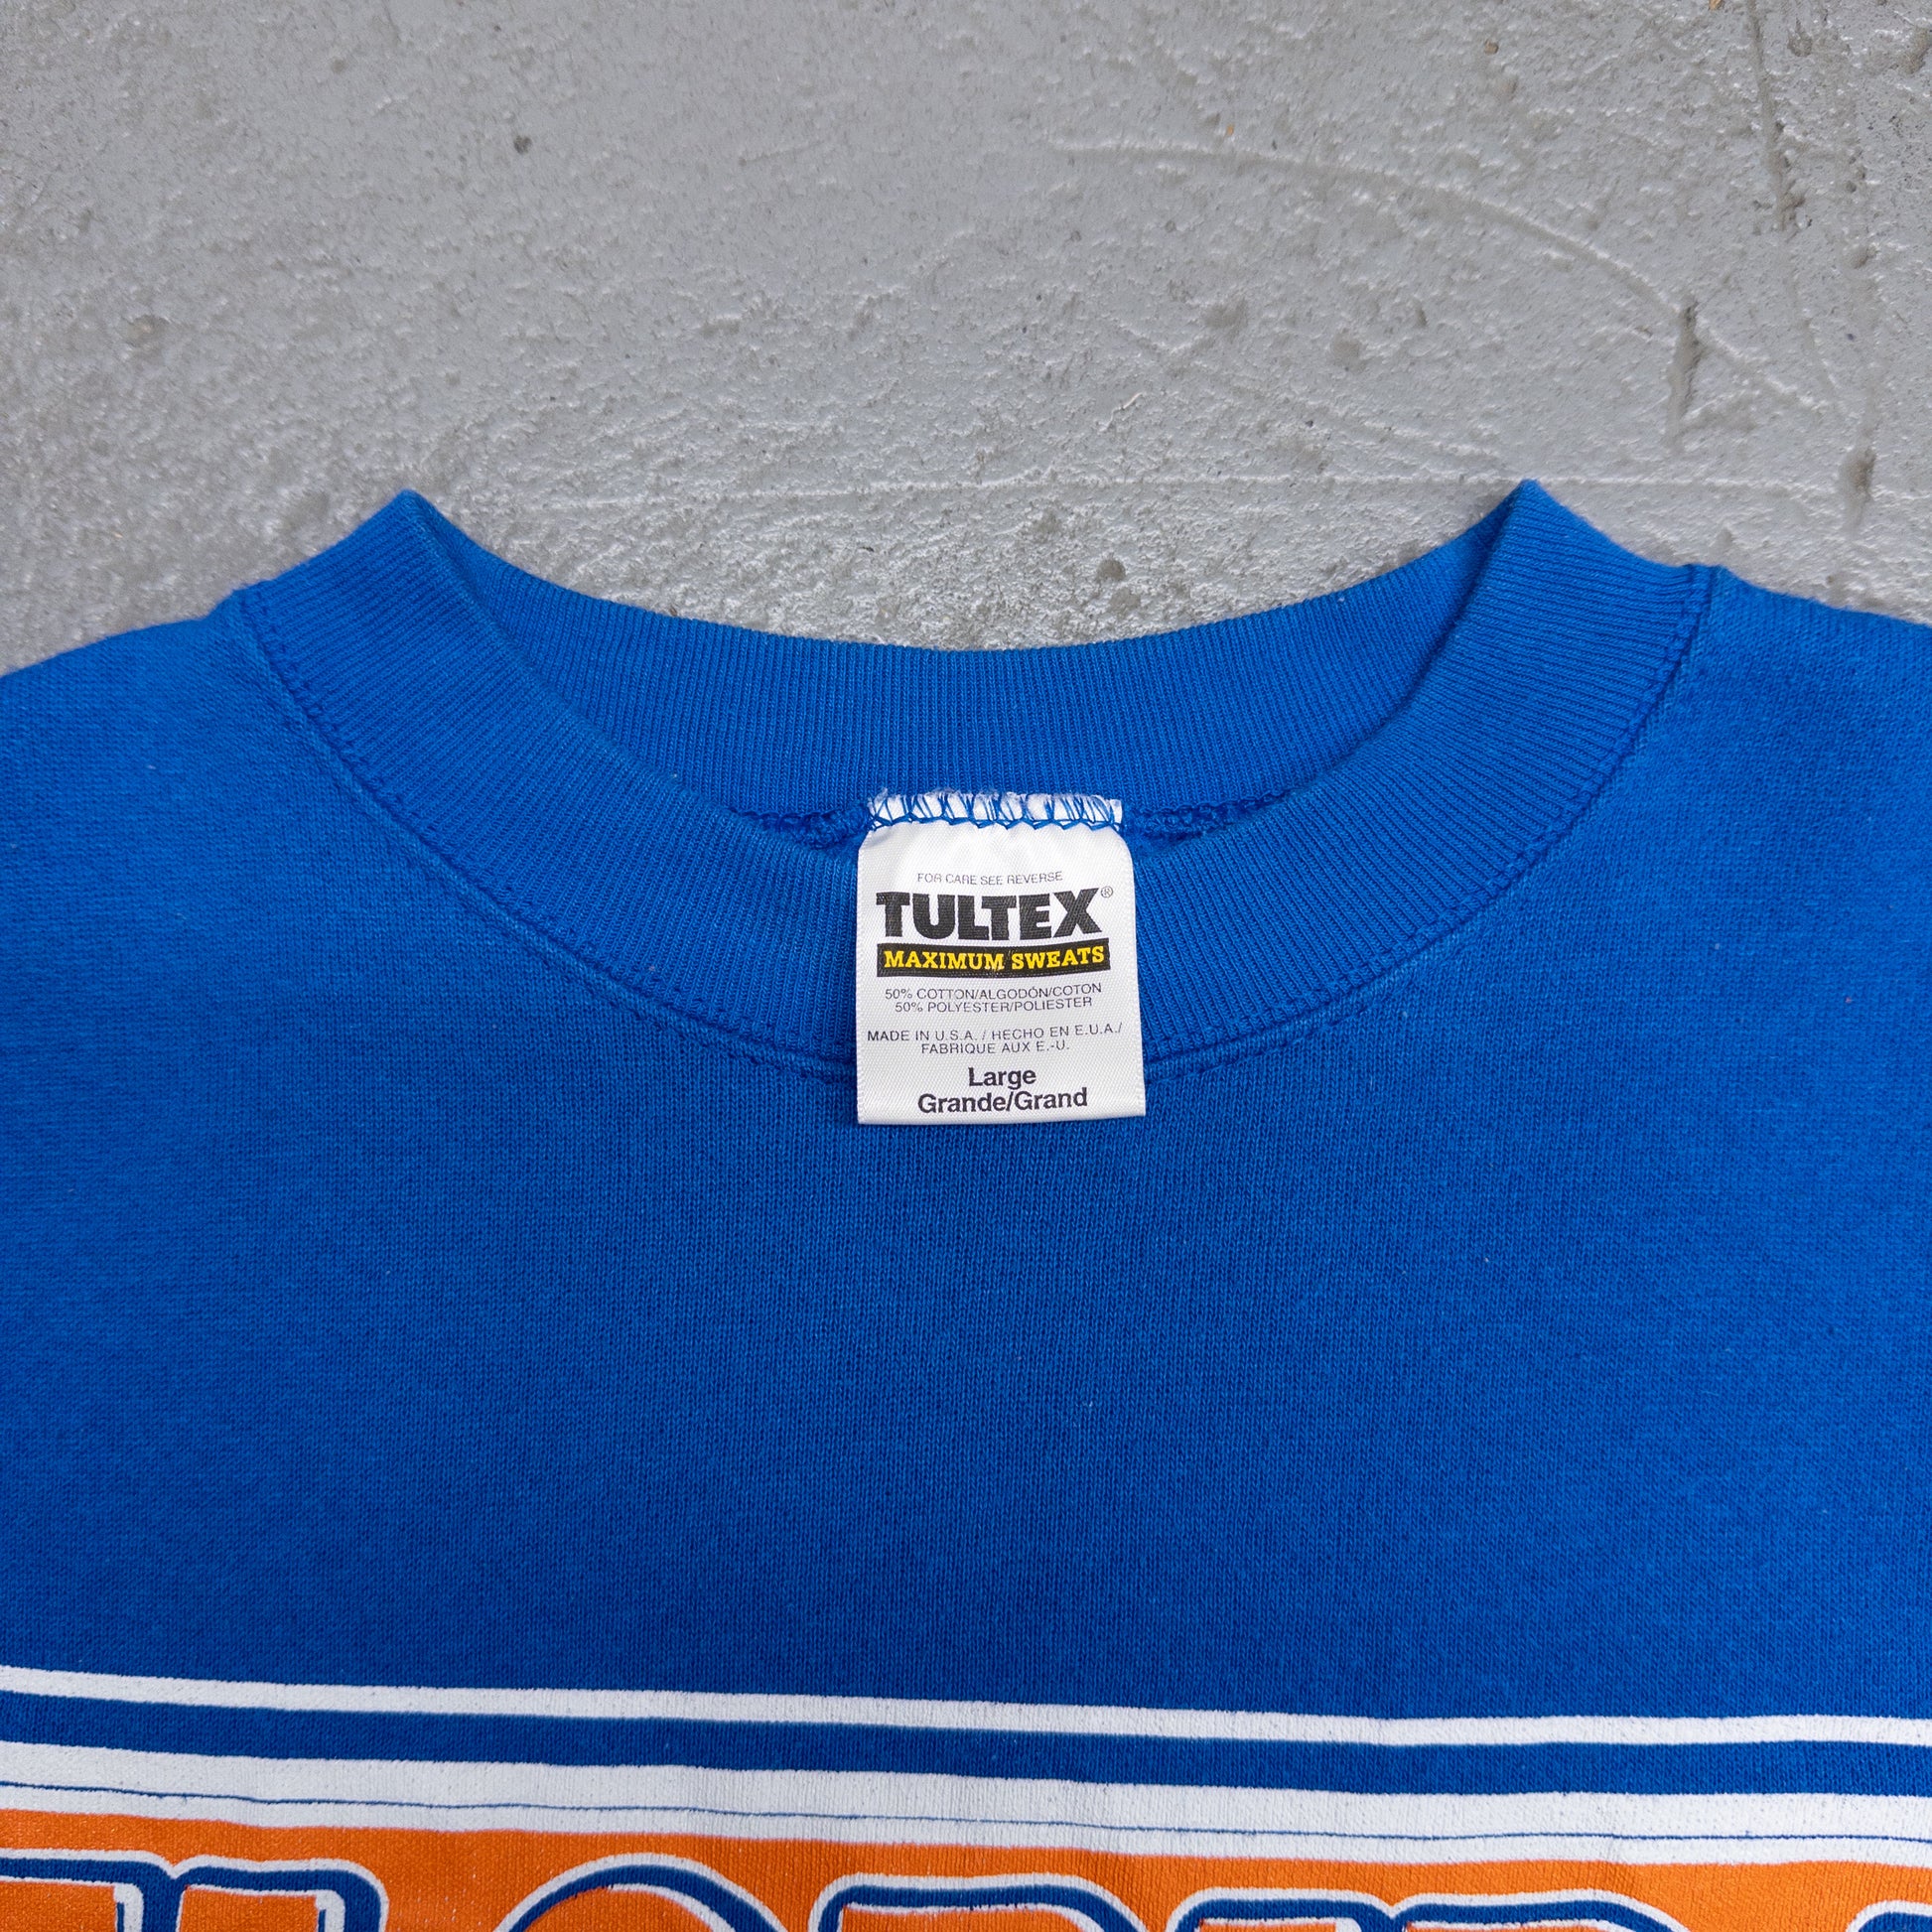 FOR CARE SEE REVERSE
TULTEX®
MAXIMUM SWEATS
50% COTTON/ALGODÓN/COTON
50% POLYESTER/POLIESTER
MADE IN U.S.A. / HECHO EN E.U.A./
FABRIQUE AUX E.-U.
Large
Grande/Grand